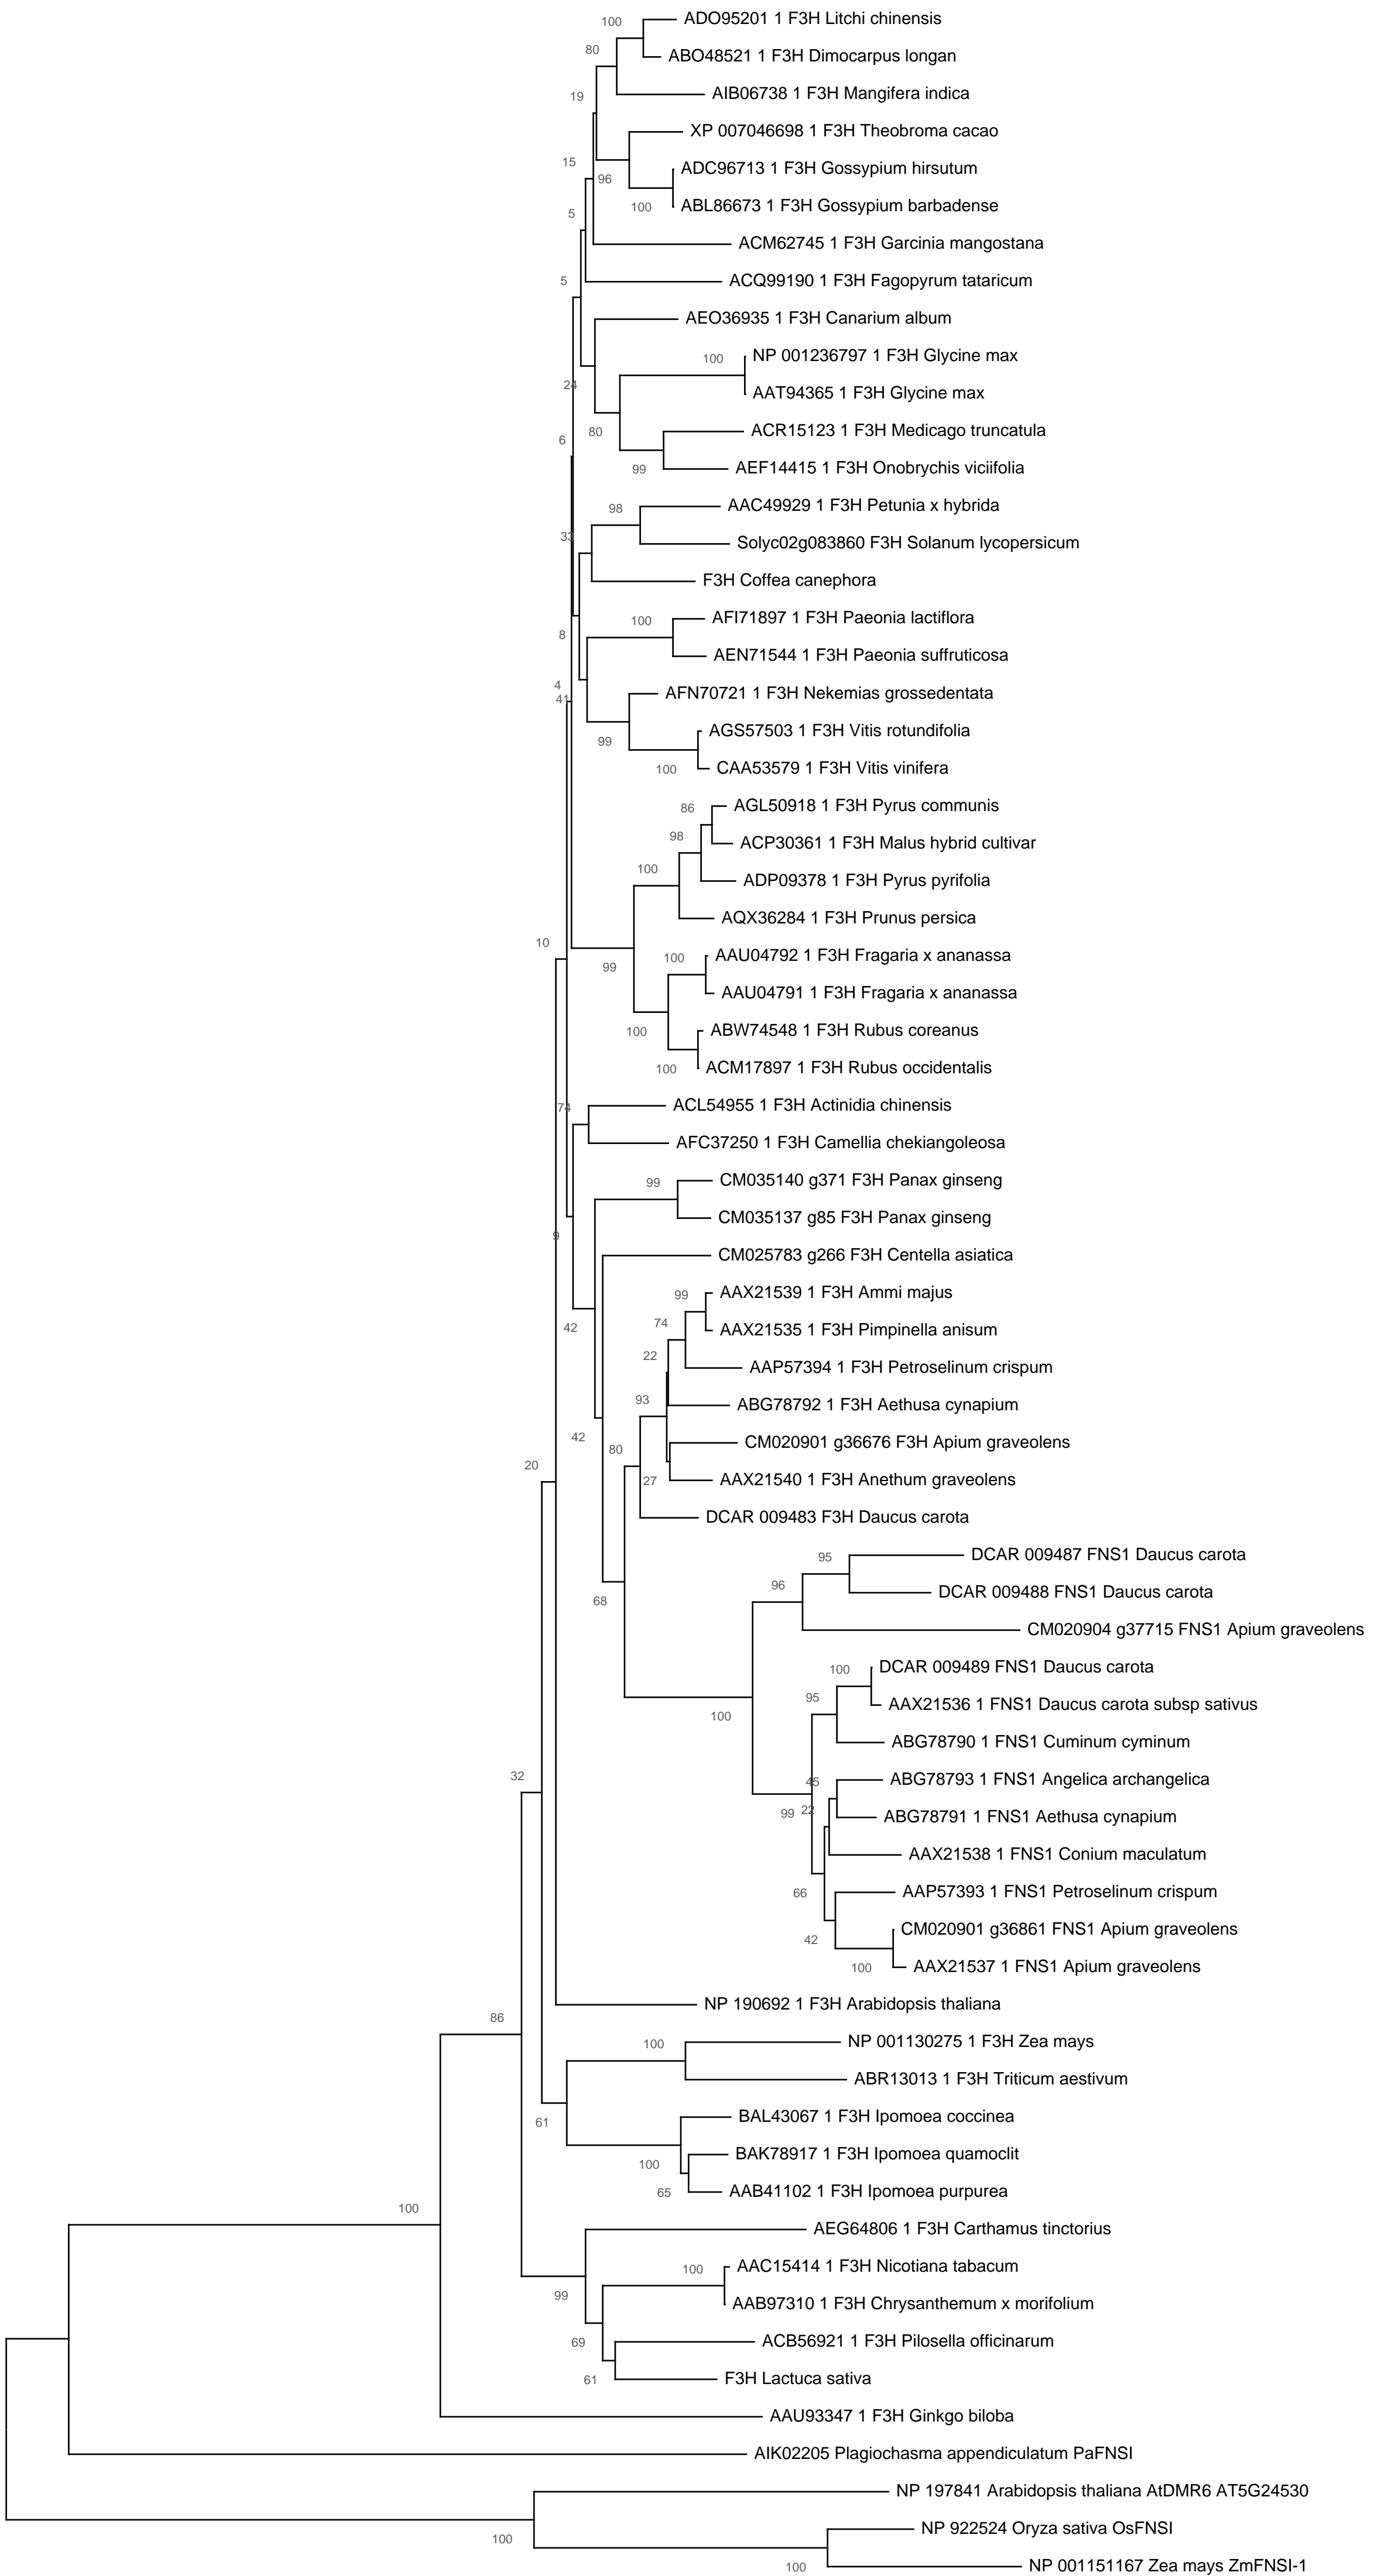 100
ADO95201 1 F3H Litchi chinensis
80
ABO48521 1 F3H Dimocarpus longan
19
AIB06738 1 F3H Mangifera indica
XP 007046698 1 F3H Theobroma cacao
15
96
ADC96713 1 F3H Gossypium hirsutum
100
ABL86673 1 F3H Gossypium barbadense
5
ACM62745 1 F3H Garcinia mangostana
5
ACQ99190 1 F3H Fagopyrum tataricum
AEO36935 1 F3H Canarium album
100
NP 001236797 1 F3H Glycine max
24
AAT94365 1 F3H Glycine max
6
80
ACR15123 1 F3H Medicago truncatula
99
AEF14415 1 F3H Onobrychis viciifolia
98
AAC49929 1 F3H Petunia x hybrida
33
Solyc02g083860 F3H Solanum lycopersicum
F3H Coffea canephora
8
100
AFI71897 1 F3H Paeonia lactiflora
AEN71544 1 F3H Paeonia suffruticosa
4
41
AFN70721 1 F3H Nekemias grossedentata
99
AGS57503 1 F3H Vitis rotundifolia
100
CAA53579 1 F3H Vitis vinifera
86
AGL50918 1 F3H Pyrus communis
98
ACP30361 1 F3H Malus hybrid cultivar
100
ADP09378 1 F3H Pyrus pyrifolia
AQX36284 1 F3H Prunus persica
10
99
100
AAU04792 1 F3H Fragaria x ananassa
AAU04791 1 F3H Fragaria x ananassa
100
ABW74548 1 F3H Rubus coreanus
100
ACM17897 1 F3H Rubus occidentalis
74
ACL54955 1 F3H Actinidia chinensis
AFC37250 1 F3H Camellia chekiangoleosa
99
CM035140 g371 F3H Panax ginseng
9
CM035137 g85 F3H Panax ginseng
CM025783 g266 F3H Centella asiatica
42
99
AAX21539 1 F3H Ammi majus
74
AAX21535 1 F3H Pimpinella anisum
22
AAP57394 1 F3H Petroselinum crispum
93
ABG78792 1 F3H Aethusa cynapium
42
80
CM020901 g36676 F3H Apium graveolens
20
27
AAX21540 1 F3H Anethum graveolens
DCAR 009483 F3H Daucus carota
95
DCAR 009487 FNS1 Daucus carota
68
96
DCAR 009488 FNS1 Daucus carota
CM020904 g37715 FNS1 Apium graveolens
100
DCAR 009489 FNS1 Daucus carota
100
95
AAX21536 1 FNS1 Daucus carota subsp sativus
ABG78790 1 FNS1 Cuminum cyminum
32
45
ABG78793 1 FNS1 Angelica archangelica
99
22
ABG78791 1 FNS1 Aethusa cynapium
AAX21538 1 FNS1 Conium maculatum
66
AAP57393 1 FNS1 Petroselinum crispum
42
CM020901 g36861 FNS1 Apium graveolens
100
AAX21537 1 FNS1 Apium graveolens
86
NP 190692 1 F3H Arabidopsis thaliana
100
NP 001130275 1 F3H Zea mays
ABR13013 1 F3H Triticum aestivum
61
BAL43067 1 F3H Ipomoea coccinea
100
BAK78917 1 F3H Ipomoea quamoclit
65
AAB41102 1 F3H Ipomoea purpurea
100
AEG64806 1 F3H Carthamus tinctorius
99
100
AAC15414 1 F3H Nicotiana tabacum
AAB97310 1 F3H Chrysanthemum x morifolium
69
ACB56921 1 F3H Pilosella officinarum
61
F3H Lactuca sativa
AAU93347 1 F3H Ginkgo biloba
AIK02205 Plagiochasma appendiculatum PaFNSI
NP 197841 Arabidopsis thaliana AtDMR6 AT5G24530
100
NP 922524 Oryza sativa OsFNSI
100
NP 001151167 Zea mays ZmFNSI-1